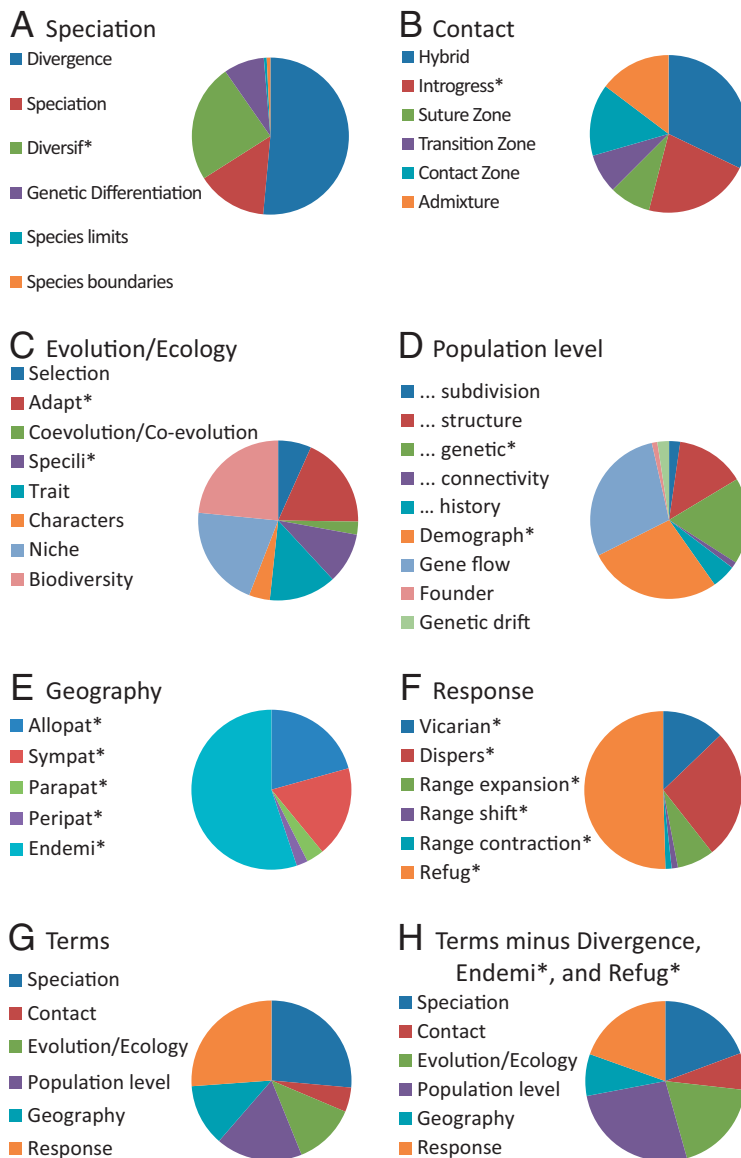 A Speciation
Divergence
Speciation
Diversif*
Genetic Differentiation
Species limits
Species boundaries
B Contact
Hybrid
Introgress*
Suture Zone
Transition Zone
Contact Zone
Admixture
C Evolution/Ecology
Selection
Adapt*
Coevolution/Co-evolution
Specili*
Trait
Characters
Niche
Biodiversity
D Population level
... subdivision
... structure
... genetic*
... connectivity
... history
Demograph*
Gene flow
Founder
Genetic drift
E Geography
Allopat*
Sympat*
Parapat*
Peripat*
Endemi*
F Response
Vicarian*
Dispers*
Range expansion*
Range shift*
Range contraction*
Refug*
G Terms
Speciation
Contact
Evolution/Ecology
Population level
Geography
Response
H Terms minus Divergence,
Endemi*, and Refug*
Speciation
Contact
Evolution/Ecology
Population level
Geography
Response